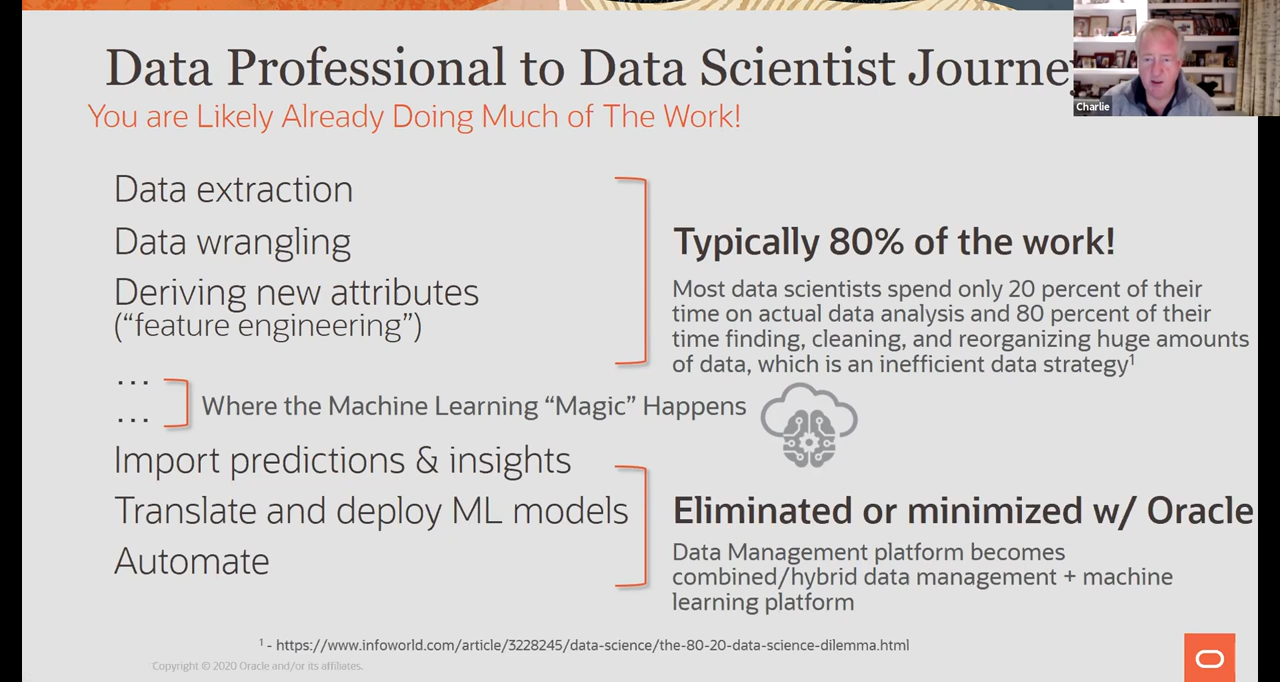 Data Professional to Data Scientist Journe
Charlie
You are Likely Already Doing Much of The Work!
Data extraction
Data wrangling
Deriving new attributes
(“feature engineering”)
Typically 80% of the work!
Most data scientists spend only 20 percent of their
time on actual data analysis and 80 percent of their
time finding, cleaning, and reorganizing huge amounts
of data, which is an inefficient data strategy¹
...
...
Where the Machine Learning “Magic” Happens
Import predictions & insights
Translate and deploy ML models
Automate
Eliminated or minimized w/ Oracle
Data Management platform becomes
combined/hybrid data management + machine
learning platform
¹ - https://www.infoworld.com/article/3228245/data-science/the-80-20-data-science-dilemma.html
Copyright © 2020 Oracle and/or its affiliates.